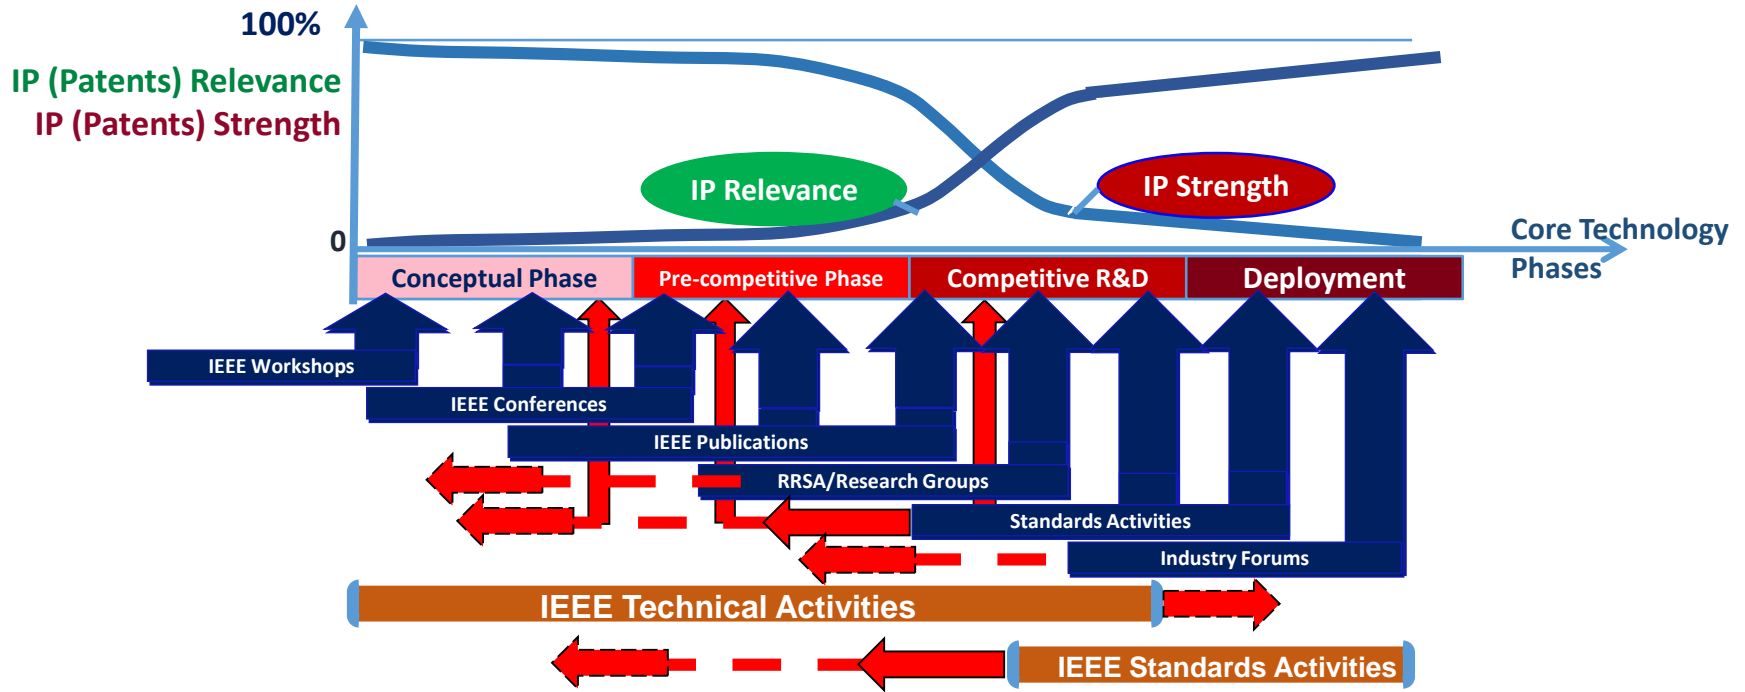 100%
IP (Patents) Relevance
IP (Patents) Strength
IP Relevance
IP Strength
0
Core Technology
Phases
Conceptual Phase
Pre-competitive Phase
Competitive R&D
Deployment
IEEE Workshops
IEEE Conferences
IEEE Publications
RRSA/Research Groups
Standards Activities
Industry Forums
IEEE Technical Activities
IEEE Standards Activities